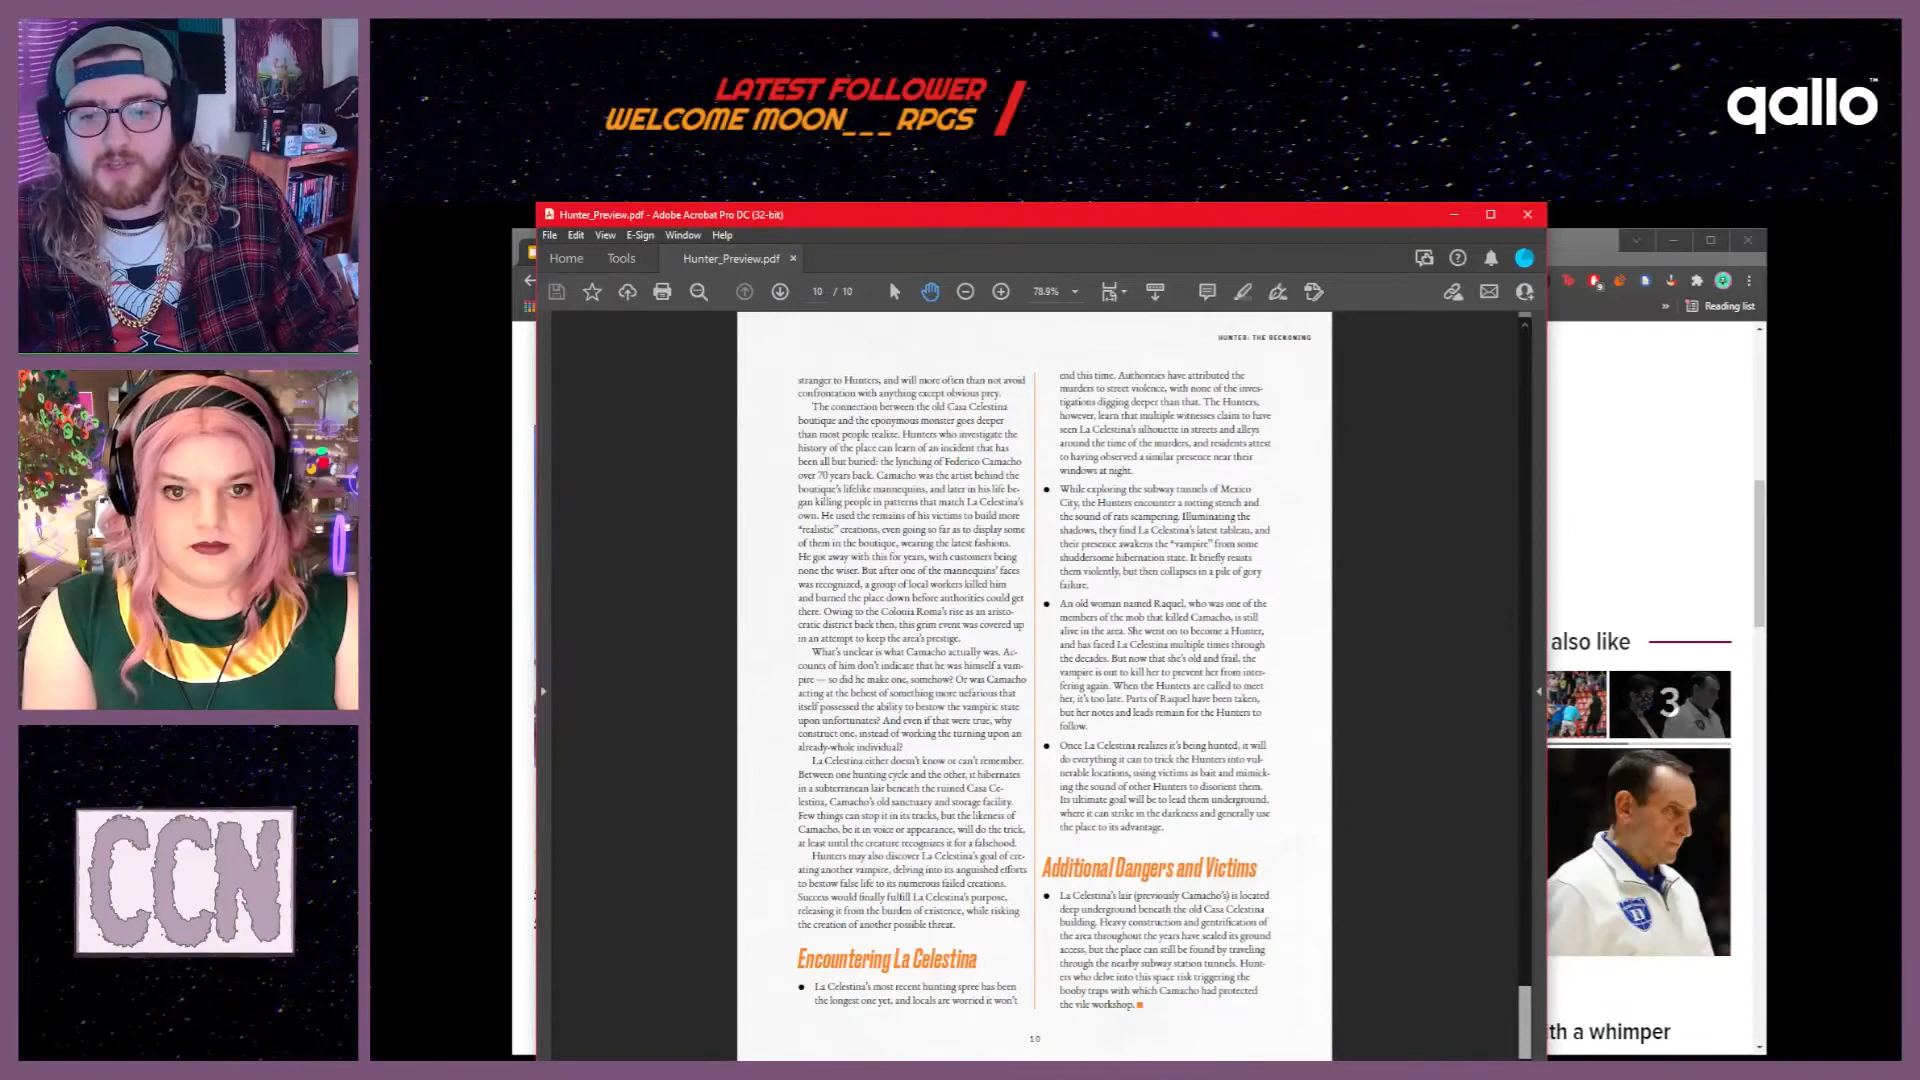 LATEST FOLLOWER
WELCOME MOON___RPGS
qallo
Hunter_Preview.pdf - Adobe Acrobat Pro DC (32-bit)
File Edit View E-Sign Window Help
Home Tools Hunter_Preview.pdf
10 / 10 78.9%
Reading list
HUNTER: THE RECKONING
stranger to Hunters, and will more often than not avoid
confrontation with anything except obvious prey.
The connection between the old Casa Celestina
boutique and the eponymous monster goes deeper
than most people realize. Hunters who investigate the
history of the place can learn of an incident that has
been all but buried: the lynching of Federico Camacho
over 70 years back. Camacho was the artist behind the
boutique's lifelike mannequins, and later in his life be-
gan killing people in patterns that match La Celestina's
own. He used the remains of his victims to build more
"realistic" creations, even going so far as to display some
of them in the boutique, wearing the latest fashions.
He got away with this for years, with customers being
none the wiser. But after one of the mannequins' faces
was recognized, a group of local workers killed him
and burned the place down before authorities could get
there. Owing to the Colonia Roma's rise as an aristo-
cratic district back then, this grim event was covered up
in an attempt to keep the area's prestige.
What's unclear is what Camacho actually was. Ac-
counts of him don't indicate that he was himself a vam-
pire — so did he make one, somehow? Or was Camacho
acting at the behest of something more nefarious that
itself possessed the ability to bestow the vampiric state
upon unfortunates? And even if that were true, why
construct one, instead of working the turning upon an
already-whole individual?
La Celestina either doesn't know or can't remember.
Between one hunting cycle and the other, it hibernates
in a subterranean lair beneath the ruined Casa Ce-
lestina, Camacho's old sanctuary and storage facility.
Few things can stop it in its tracks, but the likeness of
Camacho, be it in voice or appearance, will do the trick,
at least until the creature recognizes it for a falsehood.
Hunters may also discover La Celestina's goal of cre-
ating another vampire, delving into its anguished efforts
to bestow false life to its numerous failed creations.
Success would finally fulfill La Celestina's purpose,
releasing it from the burden of existence, while risking
the creation of another possible threat.
Encountering La Celestina
● La Celestina's most recent hunting spree has been
the longest one yet, and locals are worried it won't
end this time. Authorities have attributed the
murders to street violence, with none of the inves-
tigations digging deeper than that. The Hunters,
however, learn that multiple witnesses claim to have
seen La Celestina's silhouette in streets and alleys
around the time of the murders, and residents attest
to having observed a similar presence near their
windows at night.
● While exploring the subway tunnels of Mexico
City, the Hunters encounter a rotting stench and
the sound of rats scampering. Illuminating the
shadows, they find La Celestina's latest tableau, and
their presence awakens the "vampire" from some
shuddersome hibernation state. It briefly resists
them violently, but then collapses in a pile of gory
failure.
● An old woman named Raquel, who was one of the
members of the mob that killed Camacho, is still
alive in the area. She went on to become a Hunter,
and has faced La Celestina multiple times through
the decades. But now that she's old and frail, the
vampire is out to kill her to prevent her from inter-
fering again. When the Hunters are called to meet
her, it's too late. Parts of Raquel have been taken,
but her notes and leads remain for the Hunters to
follow.
● Once La Celestina realizes it's being hunted, it will
do everything it can to trick the Hunters into vul-
nerable locations, using victims as bait and mimick-
ing the sound of other Hunters to disorient them.
Its ultimate goal will be to lead them underground,
where it can strike in the darkness and generally use
the place to its advantage.
Additional Dangers and Victims
● La Celestina's lair (previously Camacho's) is located
deep underground beneath the old Casa Celestina
building. Heavy construction and gentrification of
the area throughout the years have sealed its ground
access, but the place can still be found by traveling
through the nearby subway station tunnels. Hunt-
ers who delve into this space risk triggering the
booby traps with which Camacho had protected
the vile workshop.
10
also like
3
th a whimper
CCN